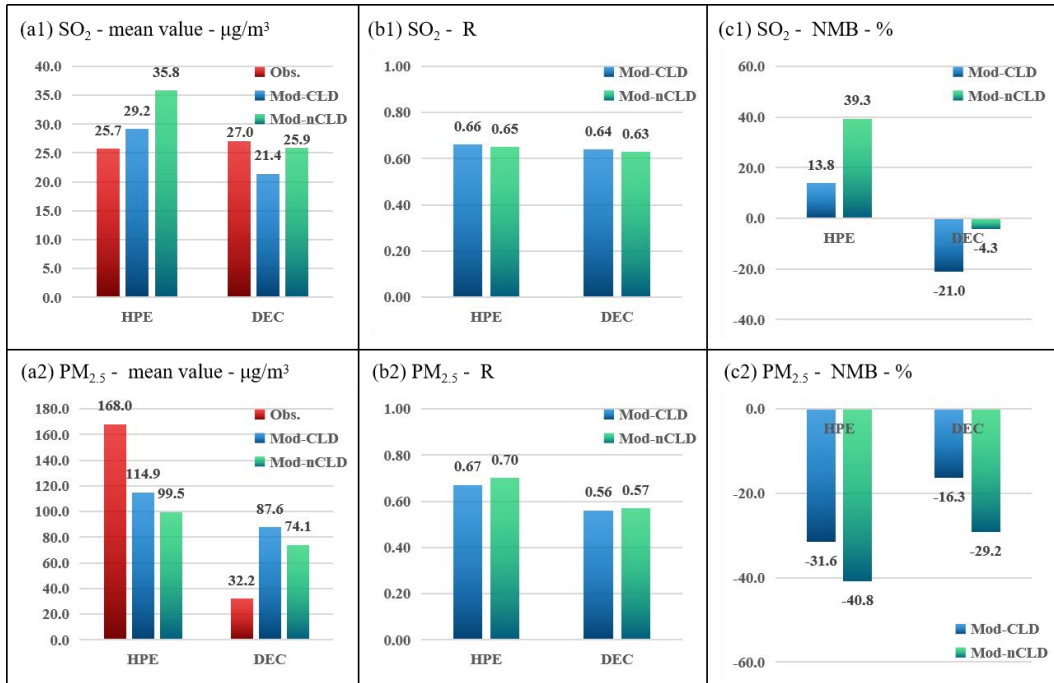 (a1) SO₂ - mean value - μg/m³
40.0
35.0
30.0
25.0
20.0
15.0
10.0
5.0
0.0
25.7
29.2
35.8
27.0
21.4
25.9
Obs.
Mod-CLD
Mod-nCLD
HPE
DEC
(b1) SO₂ - R
1.00
0.80
0.60
0.40
0.20
0.00
0.66
0.65
0.64
0.63
Mod-CLD
Mod-nCLD
HPE
DEC
(c1) SO₂ - NMB - %
60.0
40.0
20.0
0.0
-20.0
-40.0
13.8
39.3
-21.0
-4.3
Mod-CLD
Mod-nCLD
HPE
DEC
(a2) PM₂.₅ - mean value - μg/m³
180.0
160.0
140.0
120.0
100.0
80.0
60.0
40.0
20.0
0.0
168.0
114.9
99.5
32.2
87.6
74.1
Obs.
Mod-CLD
Mod-nCLD
HPE
DEC
(b2) PM₂.₅ - R
1.00
0.80
0.60
0.40
0.20
0.00
0.67
0.70
0.56
0.57
Mod-CLD
Mod-nCLD
HPE
DEC
(c2) PM₂.₅ - NMB - %
0.0
-20.0
-40.0
-60.0
HPE
DEC
-31.6
-40.8
-16.3
-29.2
Mod-CLD
Mod-nCLD